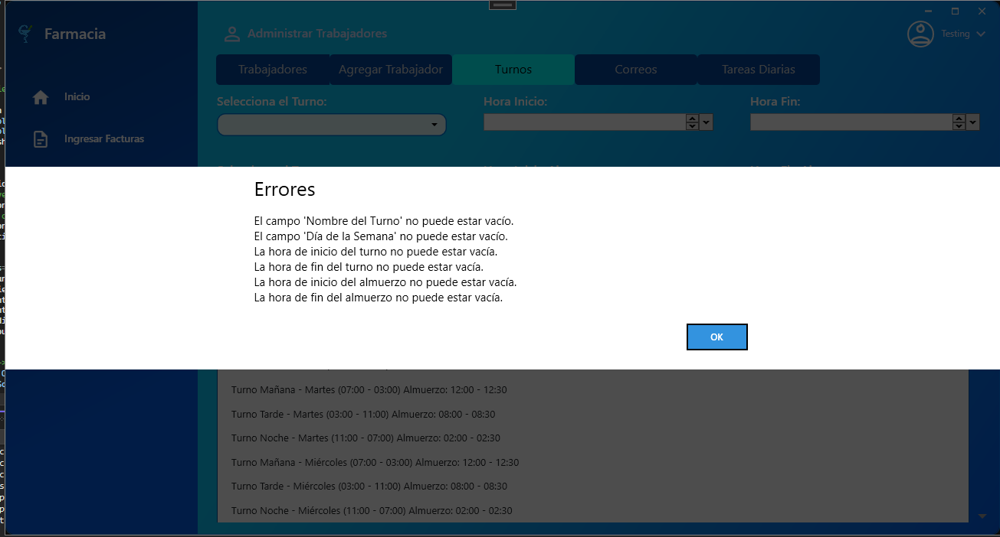 Farmacia
Administrar Trabajadores
Testing
Trabajadores
Agregar Trabajador
Turnos
Correos
Tareas Diarias
Inicio
Selecciona el Turno:
Hora Inicio:
Hora Fin:
Ingresar Facturas
Errores
El campo 'Nombre del Turno' no puede estar vacío.
El campo 'Día de la Semana' no puede estar vacío.
La hora de inicio del turno no puede estar vacía.
La hora de fin del turno no puede estar vacía.
La hora de inicio del almuerzo no puede estar vacía.
La hora de fin del almuerzo no puede estar vacía.
OK
Turno Mañana - Martes (07:00 - 03:00) Almuerzo: 12:00 - 12:30
Turno Tarde - Martes (03:00 - 11:00) Almuerzo: 08:00 - 08:30
Turno Noche - Martes (11:00 - 07:00) Almuerzo: 02:00 - 02:30
Turno Mañana - Miércoles (07:00 - 03:00) Almuerzo: 12:00 - 12:30
Turno Tarde - Miércoles (03:00 - 11:00) Almuerzo: 08:00 - 08:30
Turno Noche - Miércoles (11:00 - 07:00) Almuerzo: 02:00 - 02:30